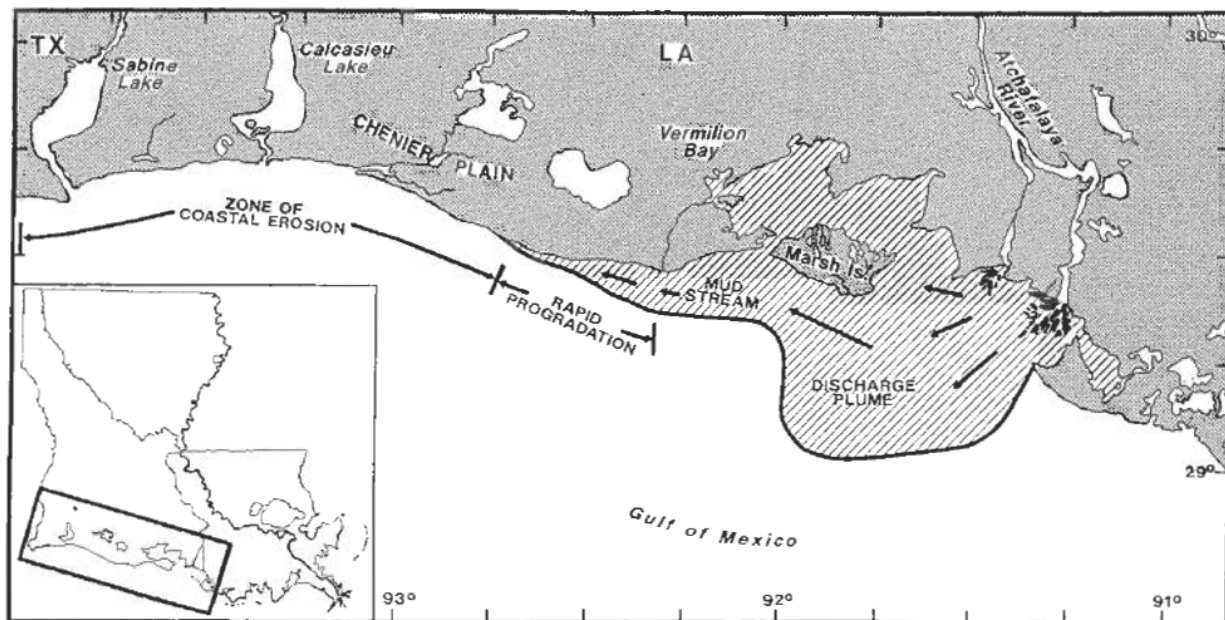 TX
LA
30°
Sabine
Lake
Calcasieu
Lake
Atchafalaya
River
CHENIER PLAIN
Vermilion
Bay
ZONE OF
COASTAL EROSION
Marsh Is.
MUD
STREAM
RAPID
PROGRADATION
DISCHARGE
PLUME
29°
Gulf of Mexico
93°
92°
91°